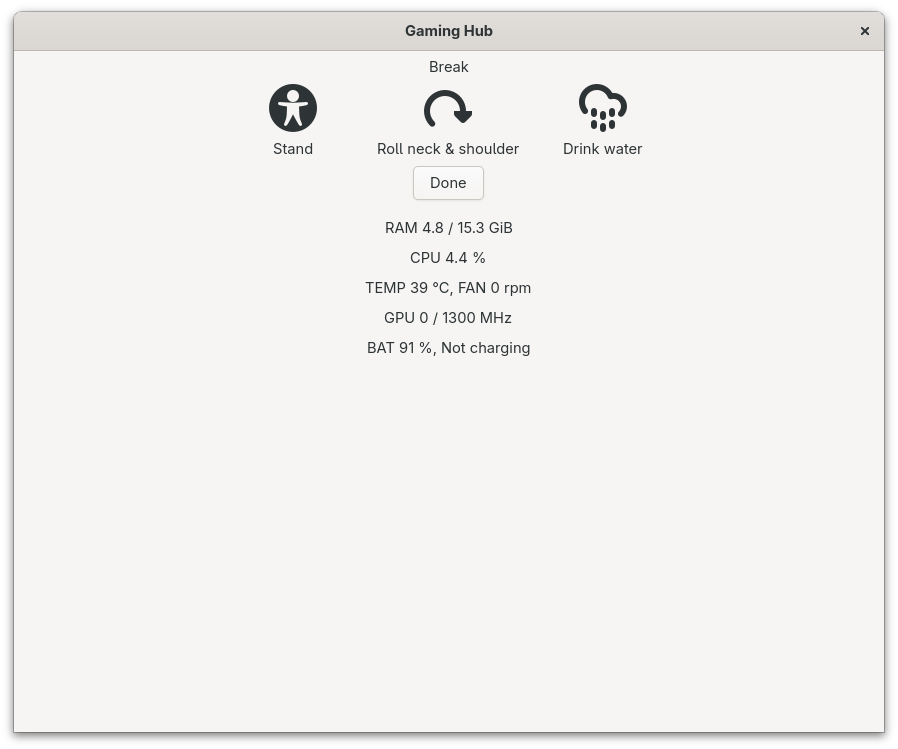 Gaming Hub
Break
Stand
Roll neck & shoulder
Drink water
Done
RAM 4.8 / 15.3 GiB
CPU 4.4 %
TEMP 39 °C, FAN 0 rpm
GPU 0 / 1300 MHz
BAT 91 %, Not charging